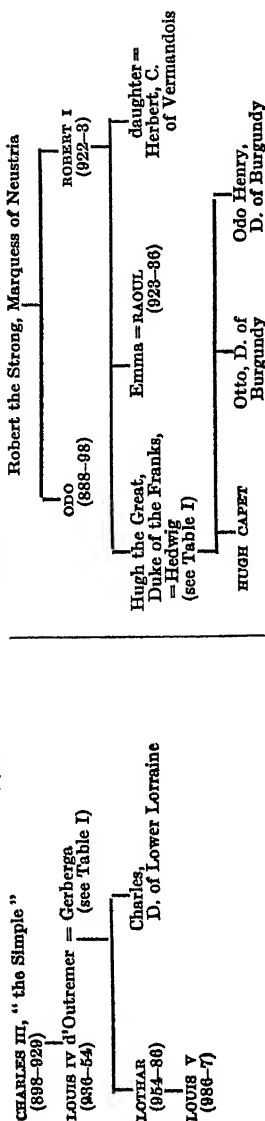 CHARLES III, "the Simple"
(898–929)
LOUIS IV d'Outremer = Gerberga
(936–54) (see Table I)
LOTHAR
(954–86)
Charles,
D. of Lower Lorraine
LOUIS V
(986–7)
Robert the Strong, Marquess of Neustria
ODO
(888–98)
ROBERT I
(922–3)
Hugh the Great,
Duke of the Franks,
= Hedwig
(see Table I)
Emma = RAOUL
(923–36)
daughter =
Herbert, C.
of Vermandois
HUGH CAPET
Otto, D. of
Burgundy
Odo Henry,
D. of Burgundy